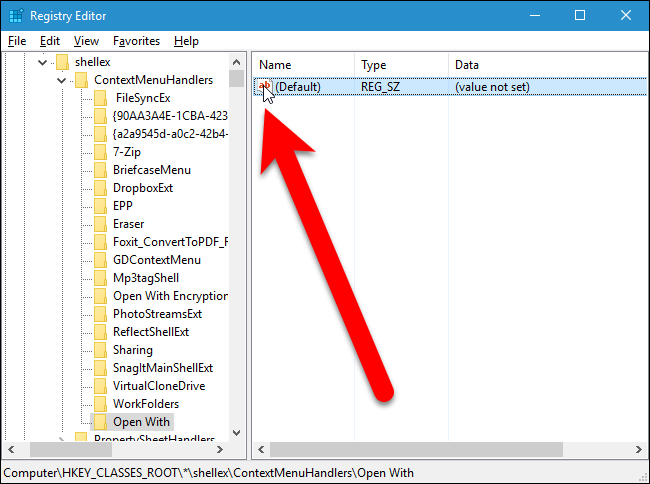 Registry Editor
File Edit View Favorites Help
shellex
ContextMenuHandlers
FileSyncEx
{90AA3A4E-1CBA-423
{a2a9545d-a0c2-42b4-
7-Zip
BriefcaseMenu
DropboxExt
EPP
Eraser
Foxit_ConvertToPDF_R
GDContextMenu
Mp3tagShell
Open With Encryption
PhotoStreamsExt
ReflectShellExt
Sharing
SnagItMainShellExt
VirtualCloneDrive
WorkFolders
Open With
PropertySheetHandlers
Name Type Data
ab (Default) REG_SZ (value not set)
Computer\HKEY_CLASSES_ROOT\*\shellex\ContextMenuHandlers\Open With